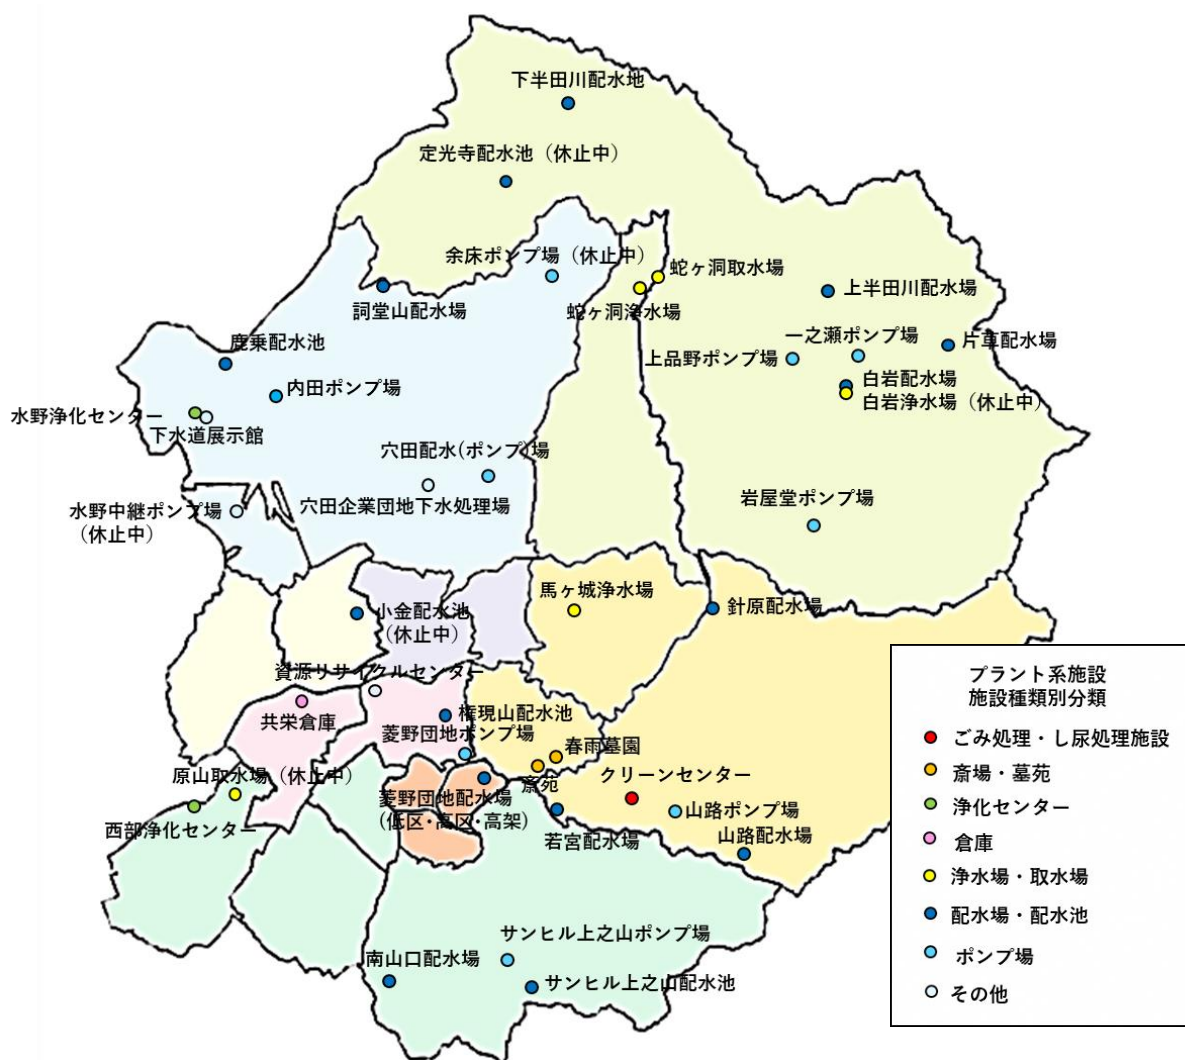 下半田川配水地
定光寺配水池（休止中）
余床ポンプ場（休止中）
蛇ヶ洞取水場
詞堂山配水場
蛇ヶ洞浄水場
上半田川配水場
鹿乗配水池
一之瀬ポンプ場
片草配水場
上品野ポンプ場
内田ポンプ場
白岩配水場
白岩浄水場（休止中）
水野浄化センター
下水道展示館
穴田配水(ポンプ)場
穴田企業団地下水処理場
岩屋堂ポンプ場
水野中継ポンプ場
（休止中）
馬ヶ城浄水場
針原配水場
小金配水池
（休止中）
資源リサイクルセンター
共栄倉庫
権現山配水池
菱野団地ポンプ場
春雨墓園
斎苑
原山取水場（休止中）
クリーンセンター
菱野団地配水場
（低区・高区・高架）
西部浄化センター
山路ポンプ場
若宮配水場
山路配水場
サンヒル上之山ポンプ場
南山口配水場
サンヒル上之山配水池
プラント系施設
施設種類別分類
ごみ処理・し尿処理施設
斎場・墓苑
浄化センター
倉庫
浄水場・取水場
配水場・配水池
ポンプ場
その他